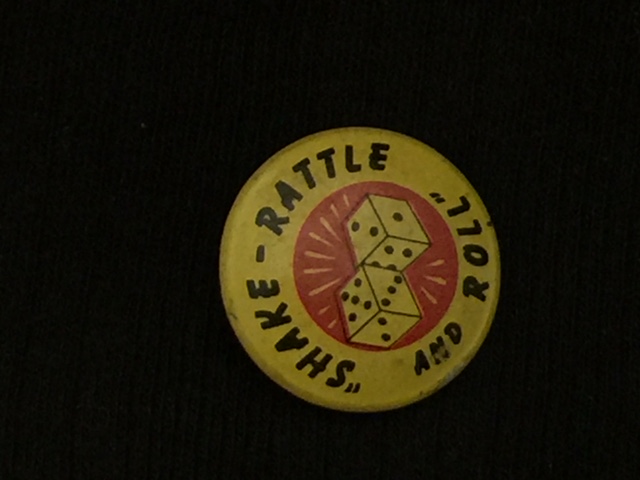 "SHAKE - RATTLE
AND ROLL"